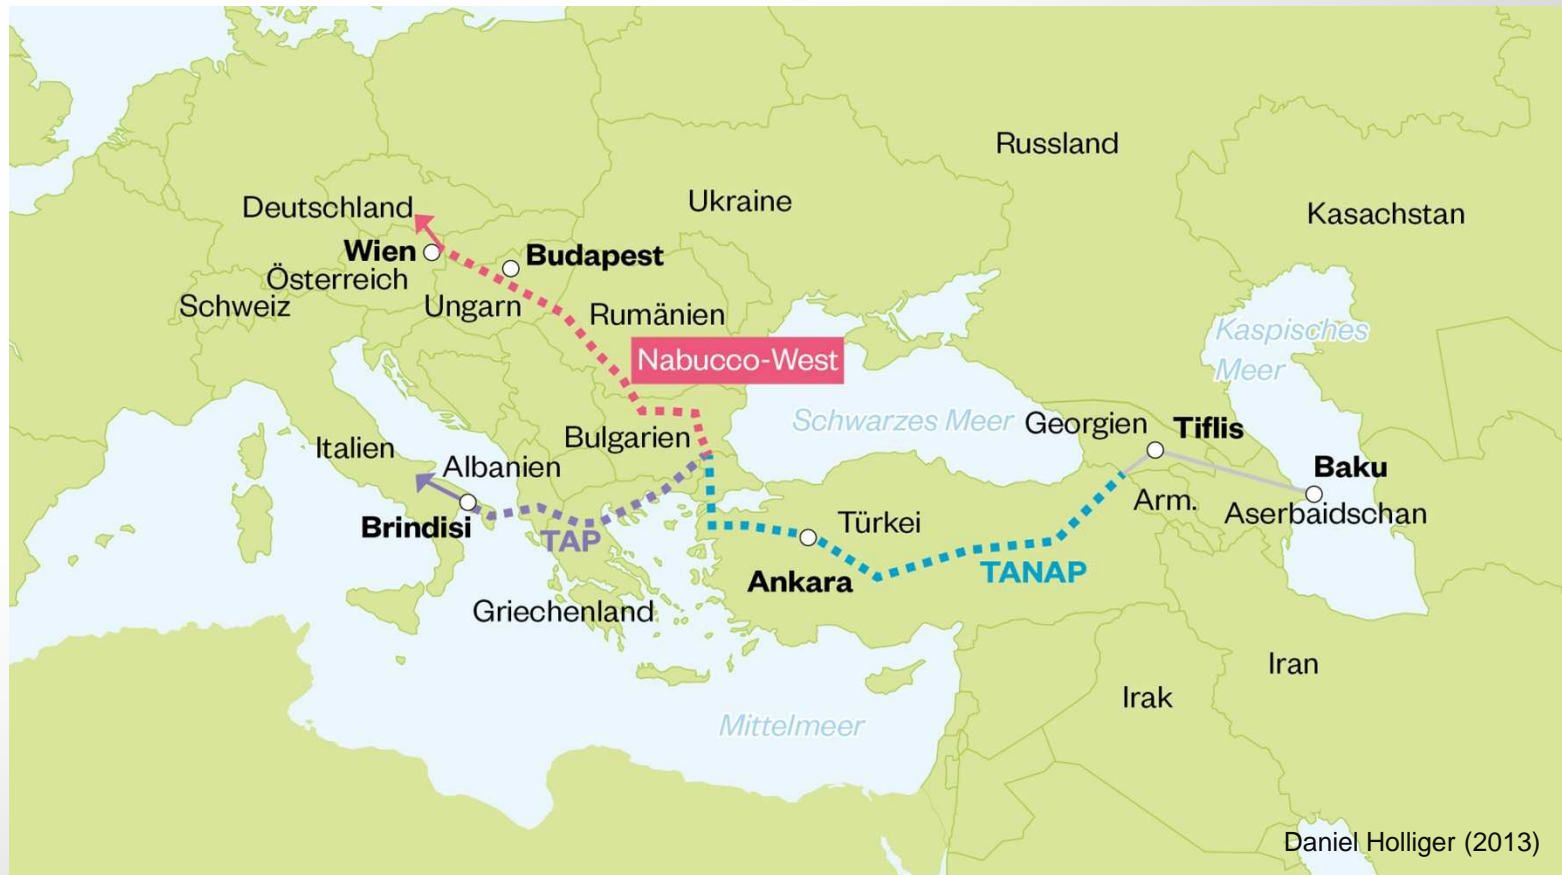 Russland
Ukraine
Deutschland
Kasachstan
Wien
Budapest
Österreich
Schweiz
Ungarn
Rumänien
Kaspisches
Meer
Nabucco-West
Schwarzes Meer
Georgien
Tiflis
Bulgarien
Italien
Albanien
Baku
Arm.
Aserbaidschan
Brindisi
TAP
Türkei
Ankara
TANAP
Griechenland
Iran
Irak
Mittelmeer
Daniel Holliger (2013)